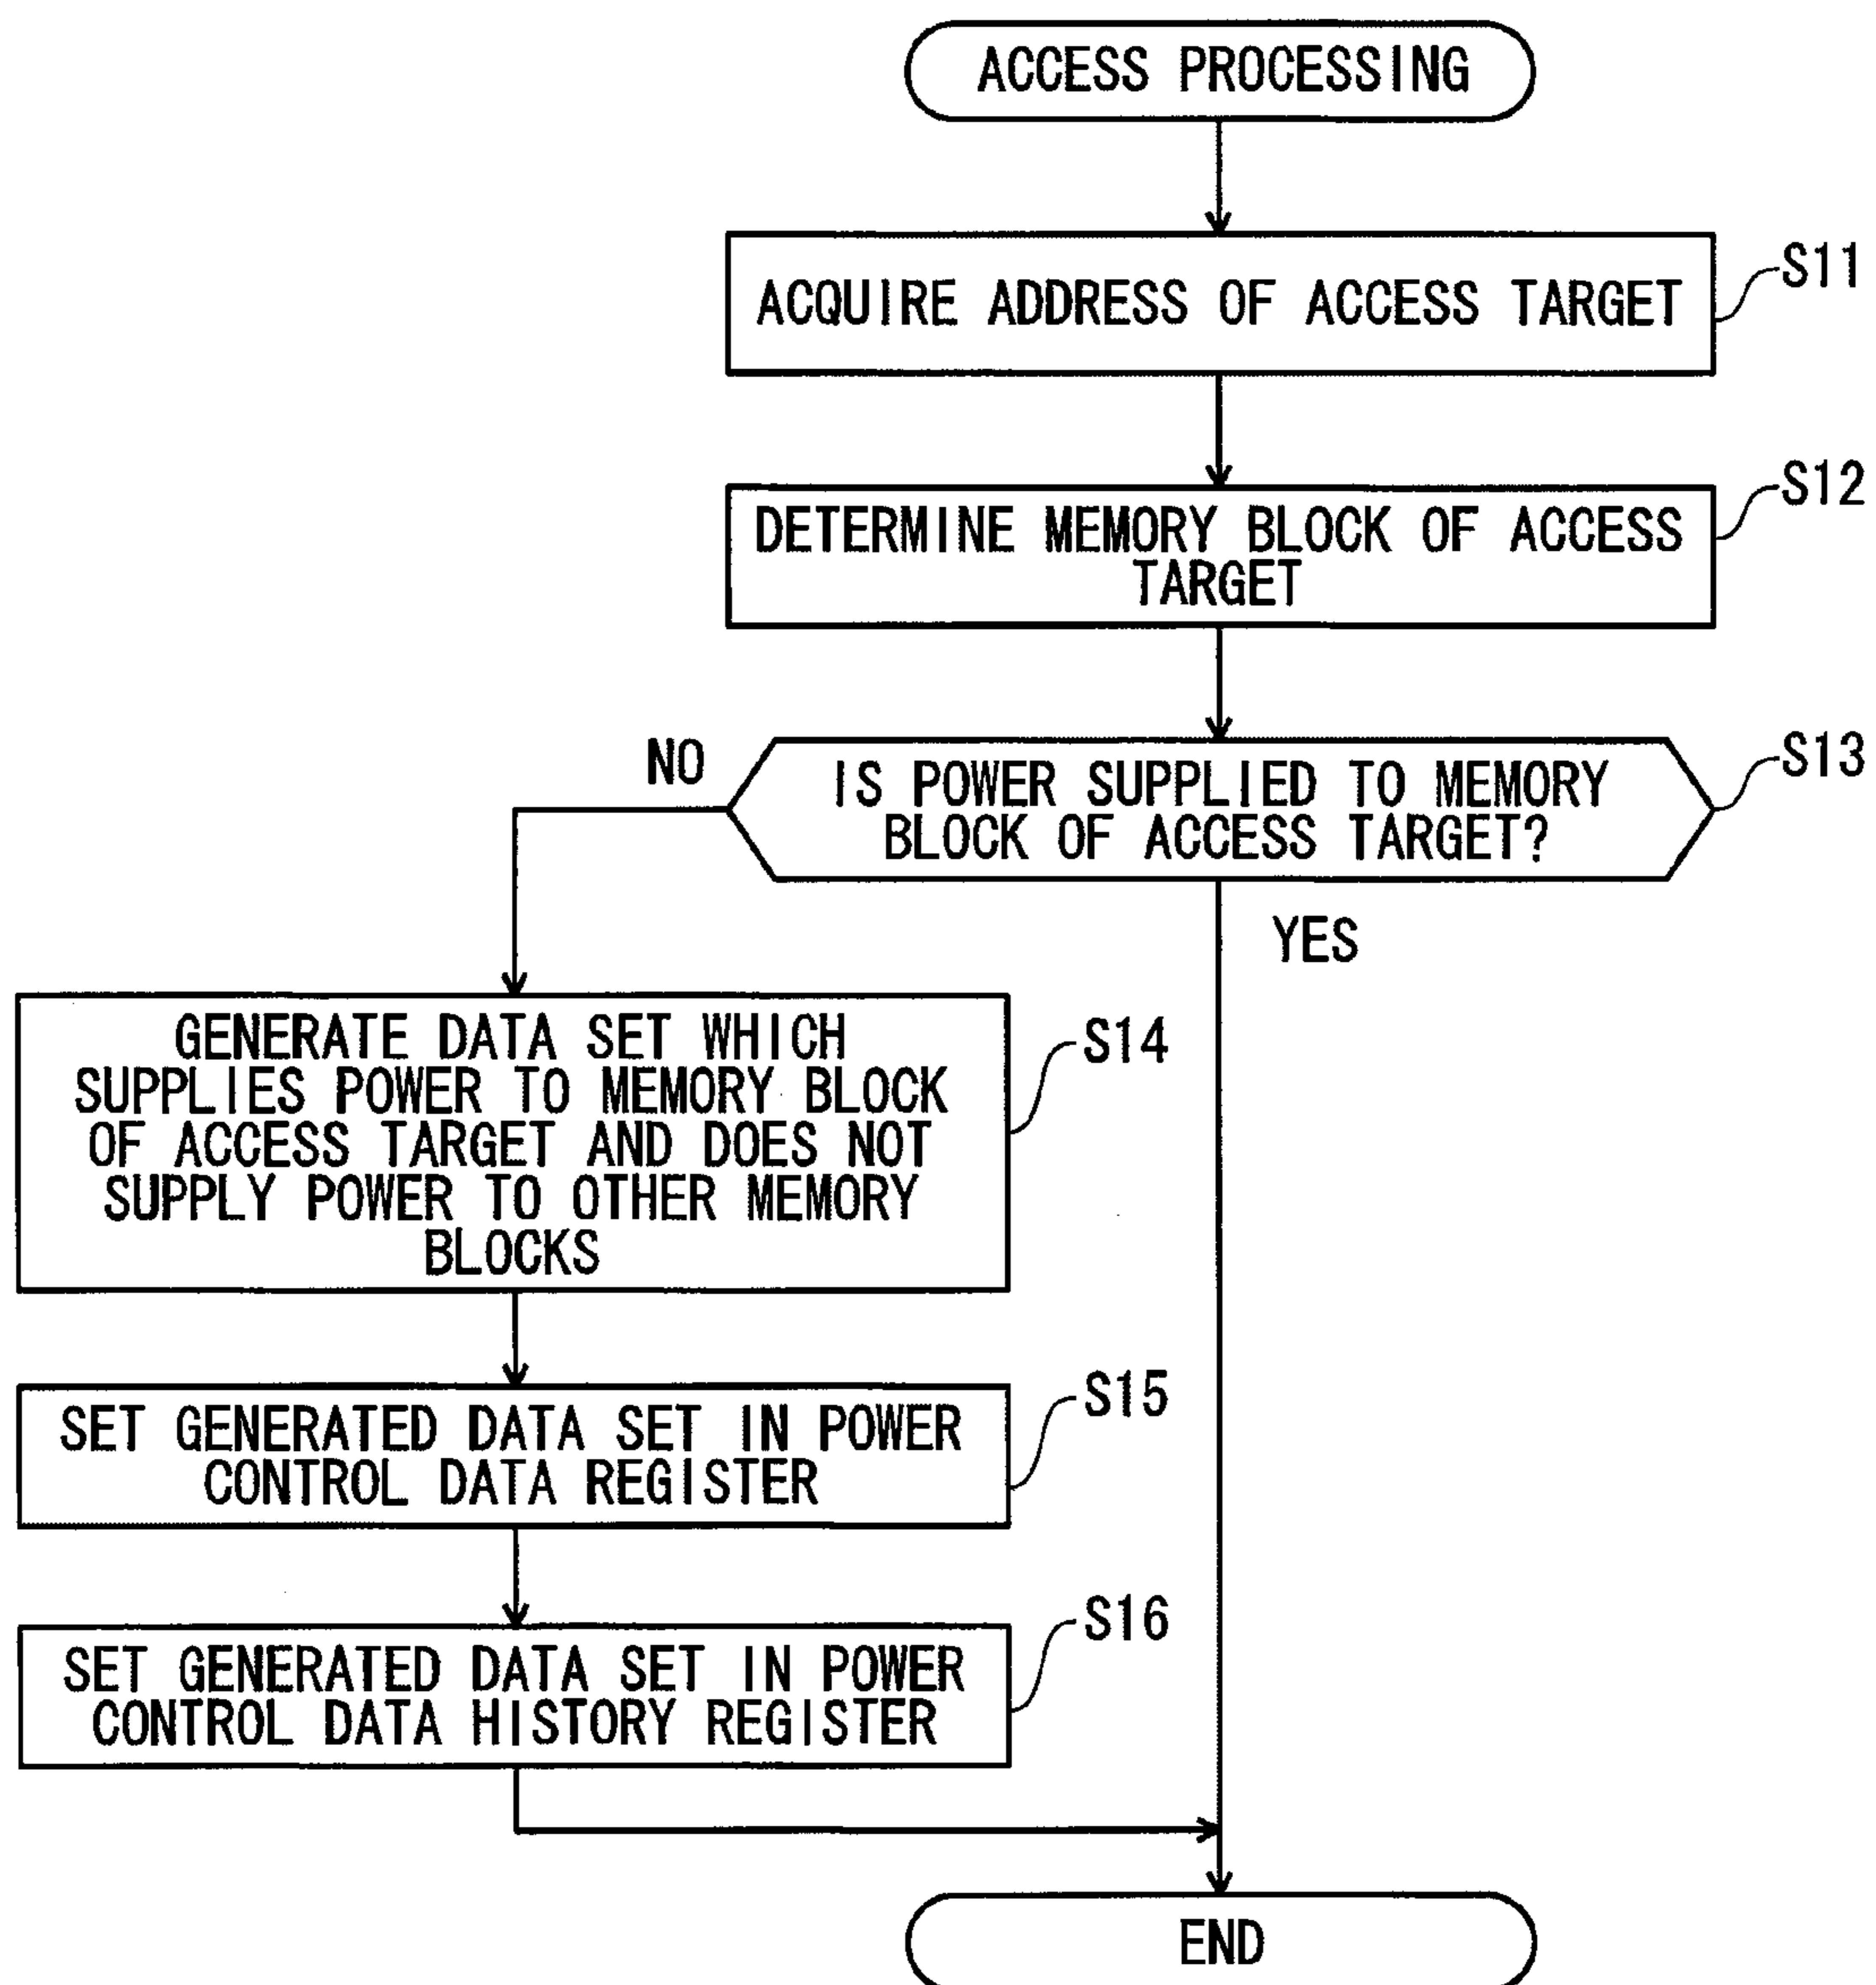 ACCESS PROCESSING
ACQUIRE ADDRESS OF ACCESS TARGET
S11
DETERMINE MEMORY BLOCK OF ACCESS
TARGET
S12
IS POWER SUPPLIED TO MEMORY
BLOCK OF ACCESS TARGET?
S13
NO
YES
GENERATE DATA SET WHICH
SUPPLIES POWER TO MEMORY BLOCK
OF ACCESS TARGET AND DOES NOT
SUPPLY POWER TO OTHER MEMORY
BLOCKS
S14
SET GENERATED DATA SET IN POWER
CONTROL DATA REGISTER
S15
SET GENERATED DATA SET IN POWER
CONTROL DATA HISTORY REGISTER
S16
END